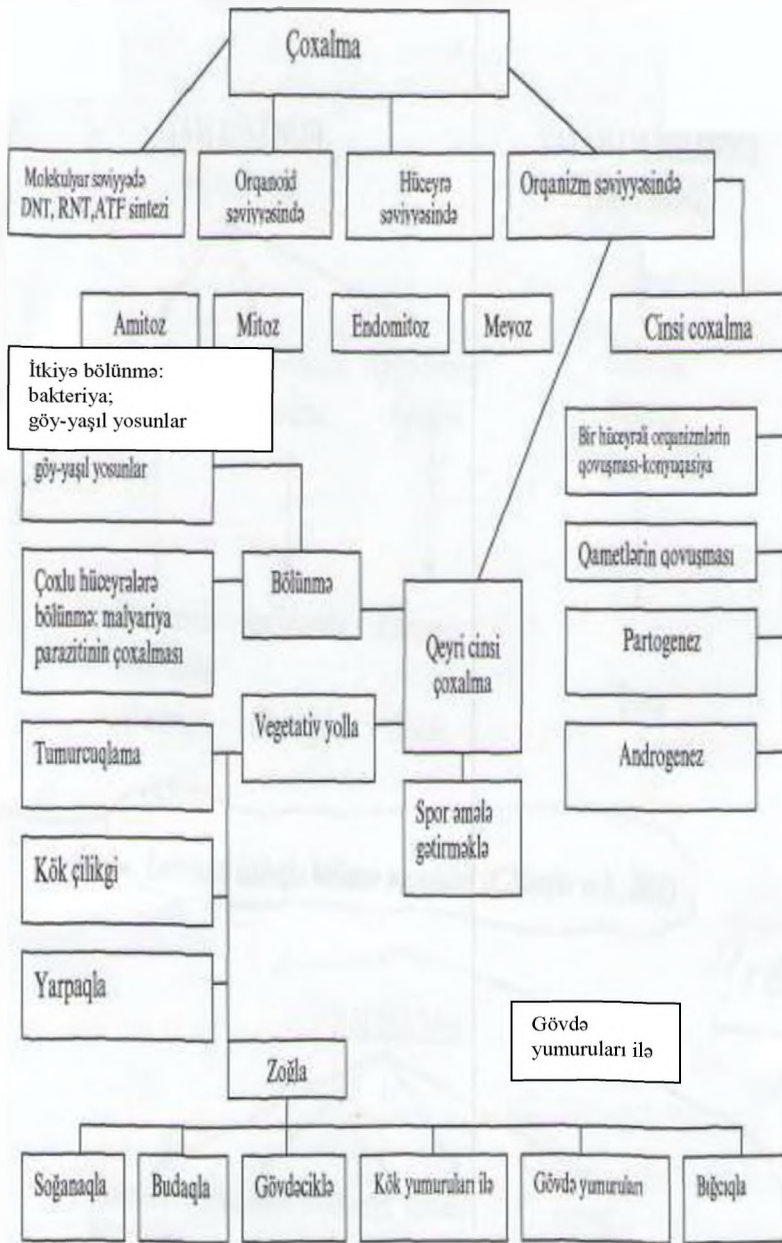 Çoxalma
Molekulyar səviyyədə
DNT, RNT,ATF sintezi
Orqanoid
səviyyəsində
Hüceyrə
səviyyəsində
Orqanizm səviyyəsində
Amitoz
Mitoz
Endomitoz
Meyoz
Cinsi coxalma
İtkiyə bölünmə:
bakteriya;
göy-yaşıl yosunlar
göy-yaşıl yosunlar
Bir hüceyrəli orqanizmlərin
qovuşması-konyuqasiya
Çoxlu hüceyrələrə
bölünmə: malyariya
parazitinin çoxalması
Bölünmə
Qeyri cinsi
çoxalma
Qametlərin qovuşması
Partogenez
Tumurcuqlama
Vegetativ yolla
Androgenez
Spor əmələ
gətirməklə
Kök çilikgi
Yarpaqla
Gövdə
yumuruları ilə
Zoğla
Soğanaqla
Budaqla
Gövdəciklə
Kök yumuruları ilə
Gövdə yumuruları
Bığcıqla